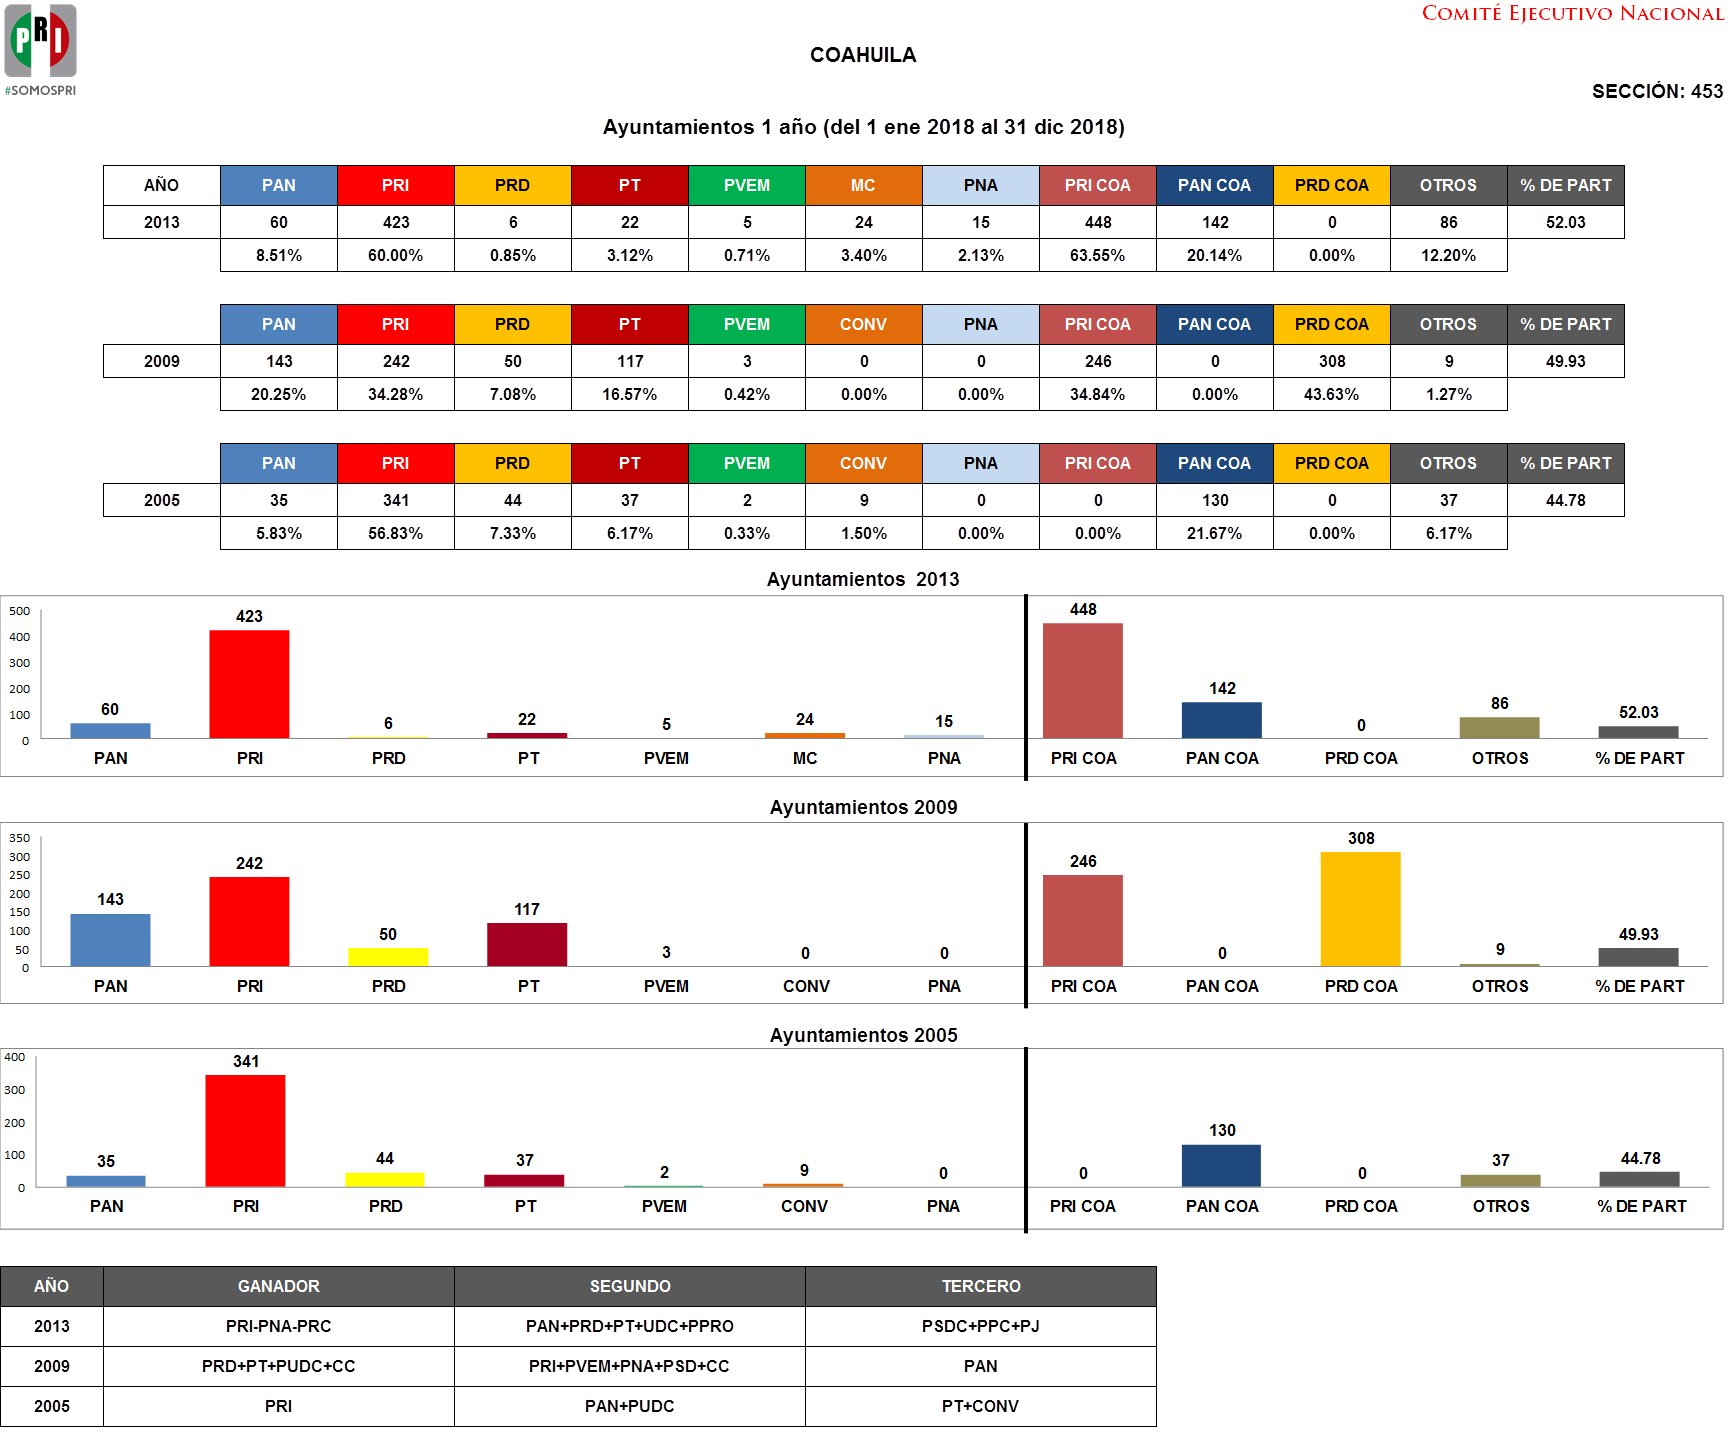 COMITÉ EJECUTIVO NACIONAL
PRI
#SOMOSPRI
COAHUILA
SECCIÓN: 453
Ayuntamientos 1 año (del 1 ene 2018 al 31 dic 2018)
AÑO PAN PRI PRD PT PVEM MC PNA PRI COA PAN COA PRD COA OTROS % DE PART
2013 60 423 6 22 5 24 15 448 142 0 86 52.03
8.51% 60.00% 0.85% 3.12% 0.71% 3.40% 2.13% 63.55% 20.14% 0.00% 12.20%
PAN PRI PRD PT PVEM CONV PNA PRI COA PAN COA PRD COA OTROS % DE PART
2009 143 242 50 117 3 0 0 246 0 308 9 49.93
20.25% 34.28% 7.08% 16.57% 0.42% 0.00% 0.00% 34.84% 0.00% 43.63% 1.27%
PAN PRI PRD PT PVEM CONV PNA PRI COA PAN COA PRD COA OTROS % DE PART
2005 35 341 44 37 2 9 0 0 130 0 37 44.78
5.83% 56.83% 7.33% 6.17% 0.33% 1.50% 0.00% 0.00% 21.67% 0.00% 6.17%
Ayuntamientos 2013
500
400
300
200
100
0
60 423 6 22 5 24 15 448 142 0 86 52.03
PAN PRI PRD PT PVEM MC PNA PRI COA PAN COA PRD COA OTROS % DE PART
Ayuntamientos 2009
350
300
250
200
150
100
50
0
143 242 50 117 3 0 0 246 0 308 9 49.93
PAN PRI PRD PT PVEM CONV PNA PRI COA PAN COA PRD COA OTROS % DE PART
Ayuntamientos 2005
400
300
200
100
0
35 341 44 37 2 9 0 0 130 0 37 44.78
PAN PRI PRD PT PVEM CONV PNA PRI COA PAN COA PRD COA OTROS % DE PART
AÑO GANADOR SEGUNDO TERCERO
2013 PRI-PNA-PRC PAN+PRD+PT+UDC+PPRO PSDC+PPC+PJ
2009 PRD+PT+PUDC+CC PRI+PVEM+PNA+PSD+CC PAN
2005 PRI PAN+PUDC PT+CONV